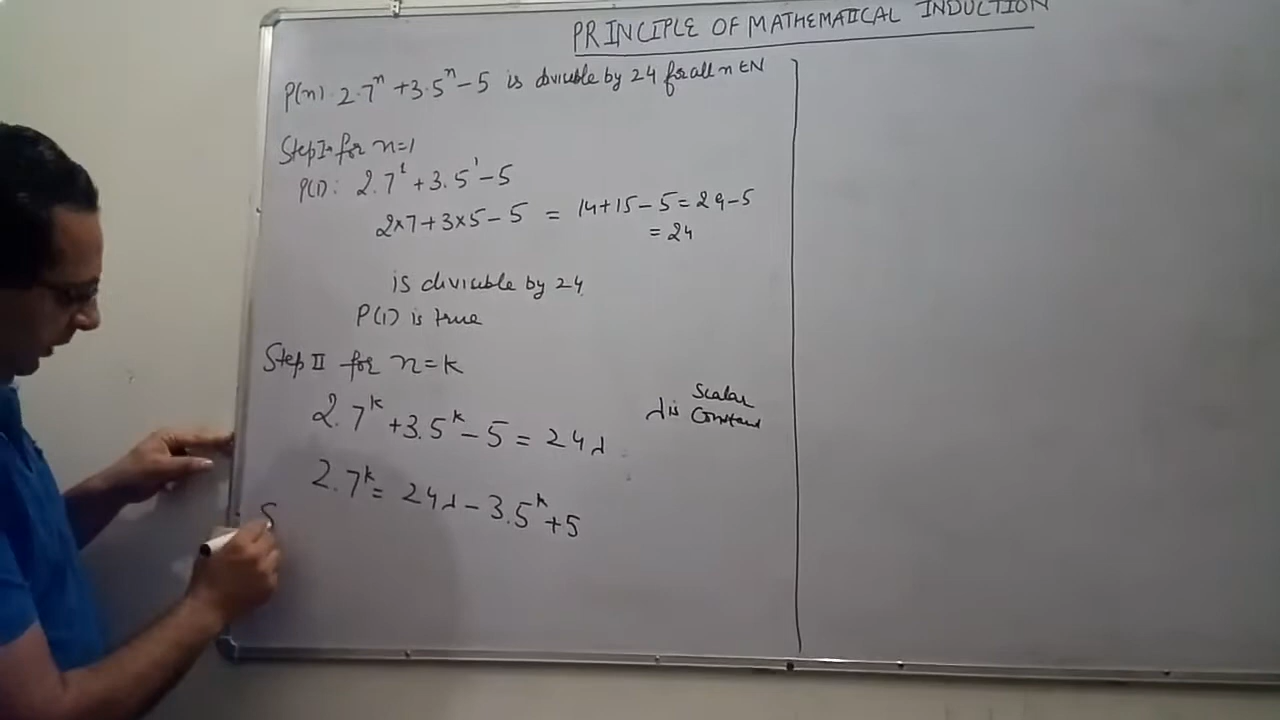 PRINCIPLE OF MATHEMATICAL INDUCTION
P(n). 2.7ⁿ + 3.5ⁿ - 5 is divisible by 24 for all n ∈ N
Step I→ for n=1
P(1): 2.7¹ + 3.5¹ - 5
2×7+3×5-5 = 14+15-5=29-5
= 24
is divisible by 24.
P(1) is true
Step II for n=k
2.7ᵏ + 3.5ᵏ - 5 = 24λ
λ is Scalar Constant
2.7ᵏ = 24λ - 3.5ᵏ + 5
S